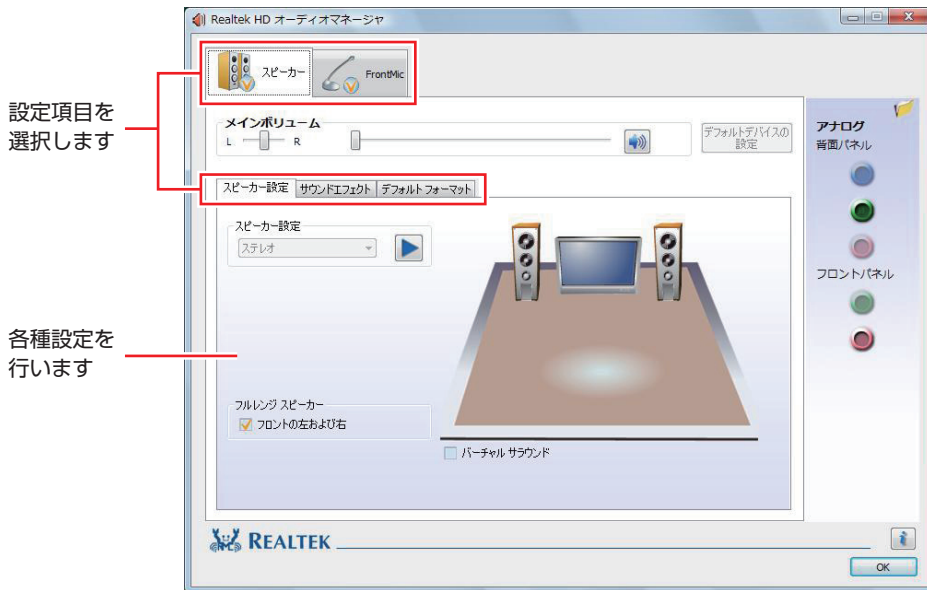 Realtek HD オーディオマネージャ
スピーカー
FrontMic
設定項目を
選択します
メインボリューム
L
R
デフォルトデバイスの
設定
アナログ
背面パネル
スピーカー設定
サウンドエフェクト
デフォルトフォーマット
スピーカー設定
ステレオ
フロントパネル
各種設定を
行います
フルレンジ スピーカー
フロントの左および右
バーチャル サラウンド
REALTEK
OK